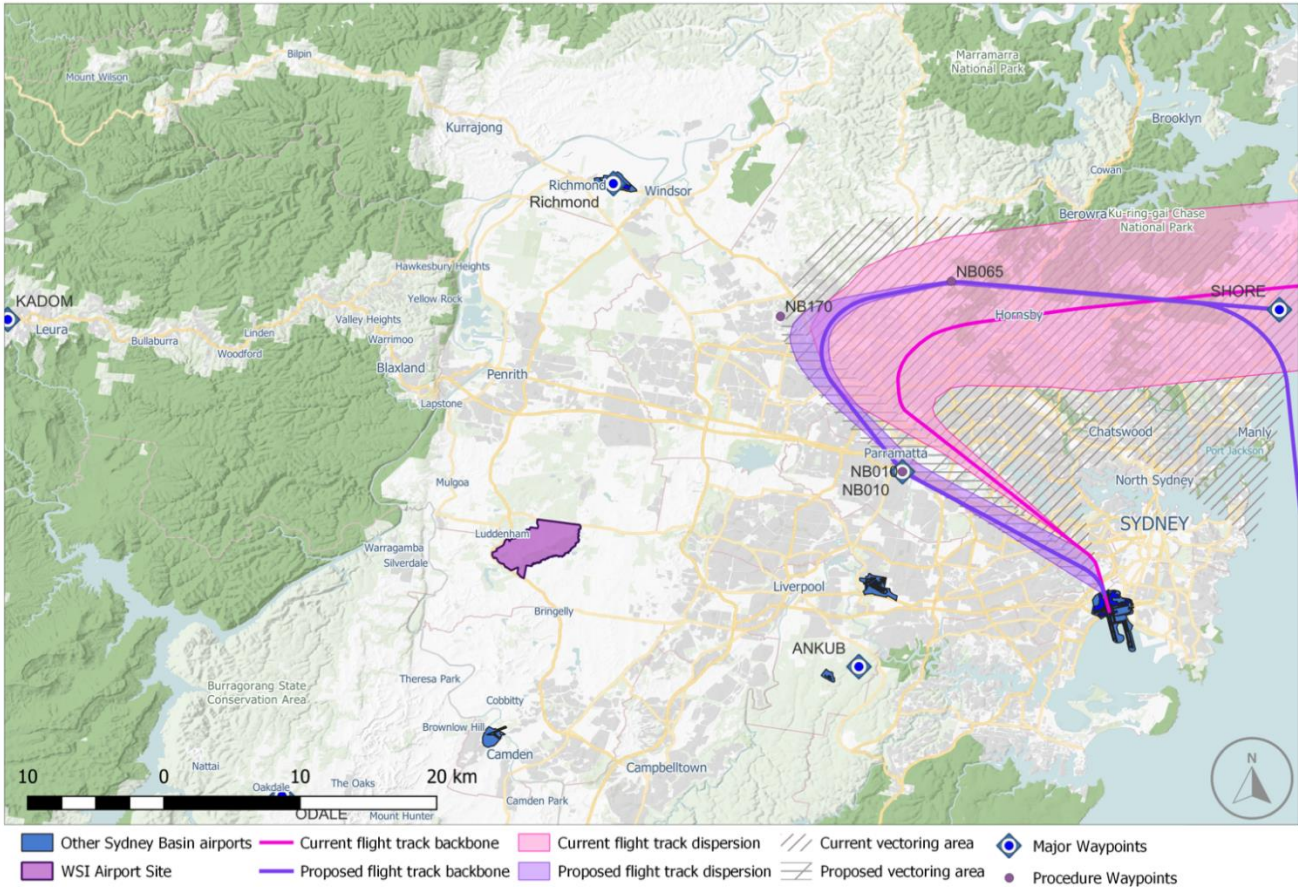 Bilpin
Mount Wilson
Marramarra
National Park
Brooklyn
Kurrajong
Cowan
Richmond
Windsor
Richmond
Berowra
Ku-ring-gai Chase
National Park
Hawkesbury Heights
NB065
KADOM
Yellow Rock
NB170
SHORE
Leura
Linden
Valley Heights
Hornsby
Bullaburra
Warrimoo
Woodford
Blaxland
Penrith
Lapstone
Chatswood
Manly
Parramatta
Port Jackson
NB010
Mulgoa
North Sydney
NB010
SYDNEY
Luddenham
Warragamba
Silverdale
Liverpool
Bringelly
ANKUB
Theresa Park
Burragorang State
Conservation Area
Cobbitty
Brownlow Hill
Camden
Nattai
Campbelltown
N
10 0 10 20 km
Oakdale
The Oaks
Camden Park
ODALE
Mount Hunter
Other Sydney Basin airports
Current flight track backbone
Current flight track dispersion
Current vectoring area
Major Waypoints
WSI Airport Site
Proposed flight track backbone
Proposed flight track dispersion
Proposed vectoring area
Procedure Waypoints